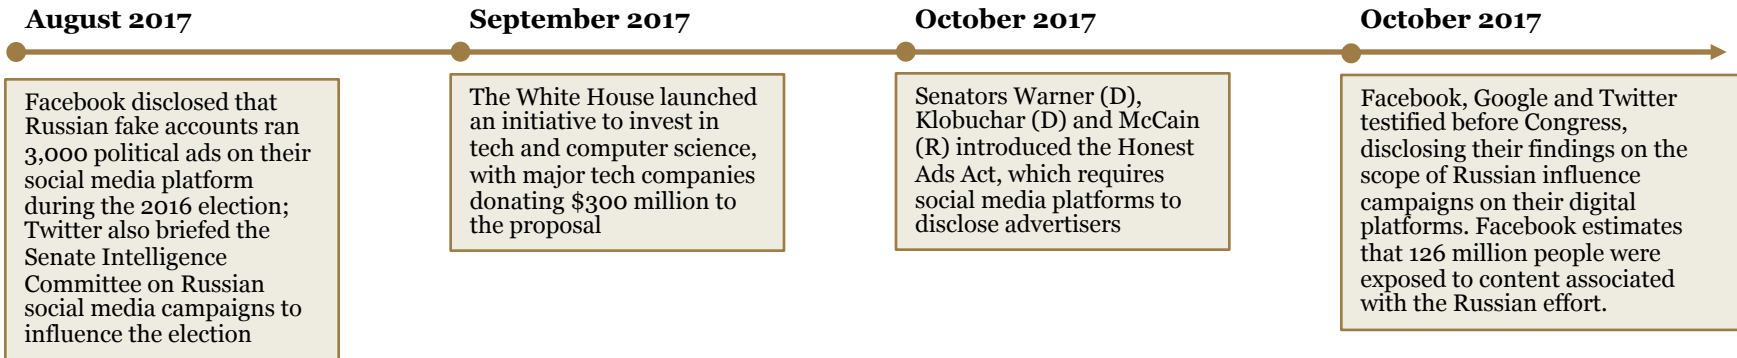 August 2017
Facebook disclosed that
Russian fake accounts ran
3,000 political ads on their
social media platform
during the 2016 election;
Twitter also briefed the
Senate Intelligence
Committee on Russian
social media campaigns to
influence the election
September 2017
The White House launched
an initiative to invest in
tech and computer science,
with major tech companies
donating $300 million to
the proposal
October 2017
Senators Warner (D),
Klobuchar (D) and McCain
(R) introduced the Honest
Ads Act, which requires
social media platforms to
disclose advertisers
October 2017
Facebook, Google and Twitter
testified before Congress,
disclosing their findings on the
scope of Russian influence
campaigns on their digital
platforms. Facebook estimates
that 126 million people were
exposed to content associated
with the Russian effort.